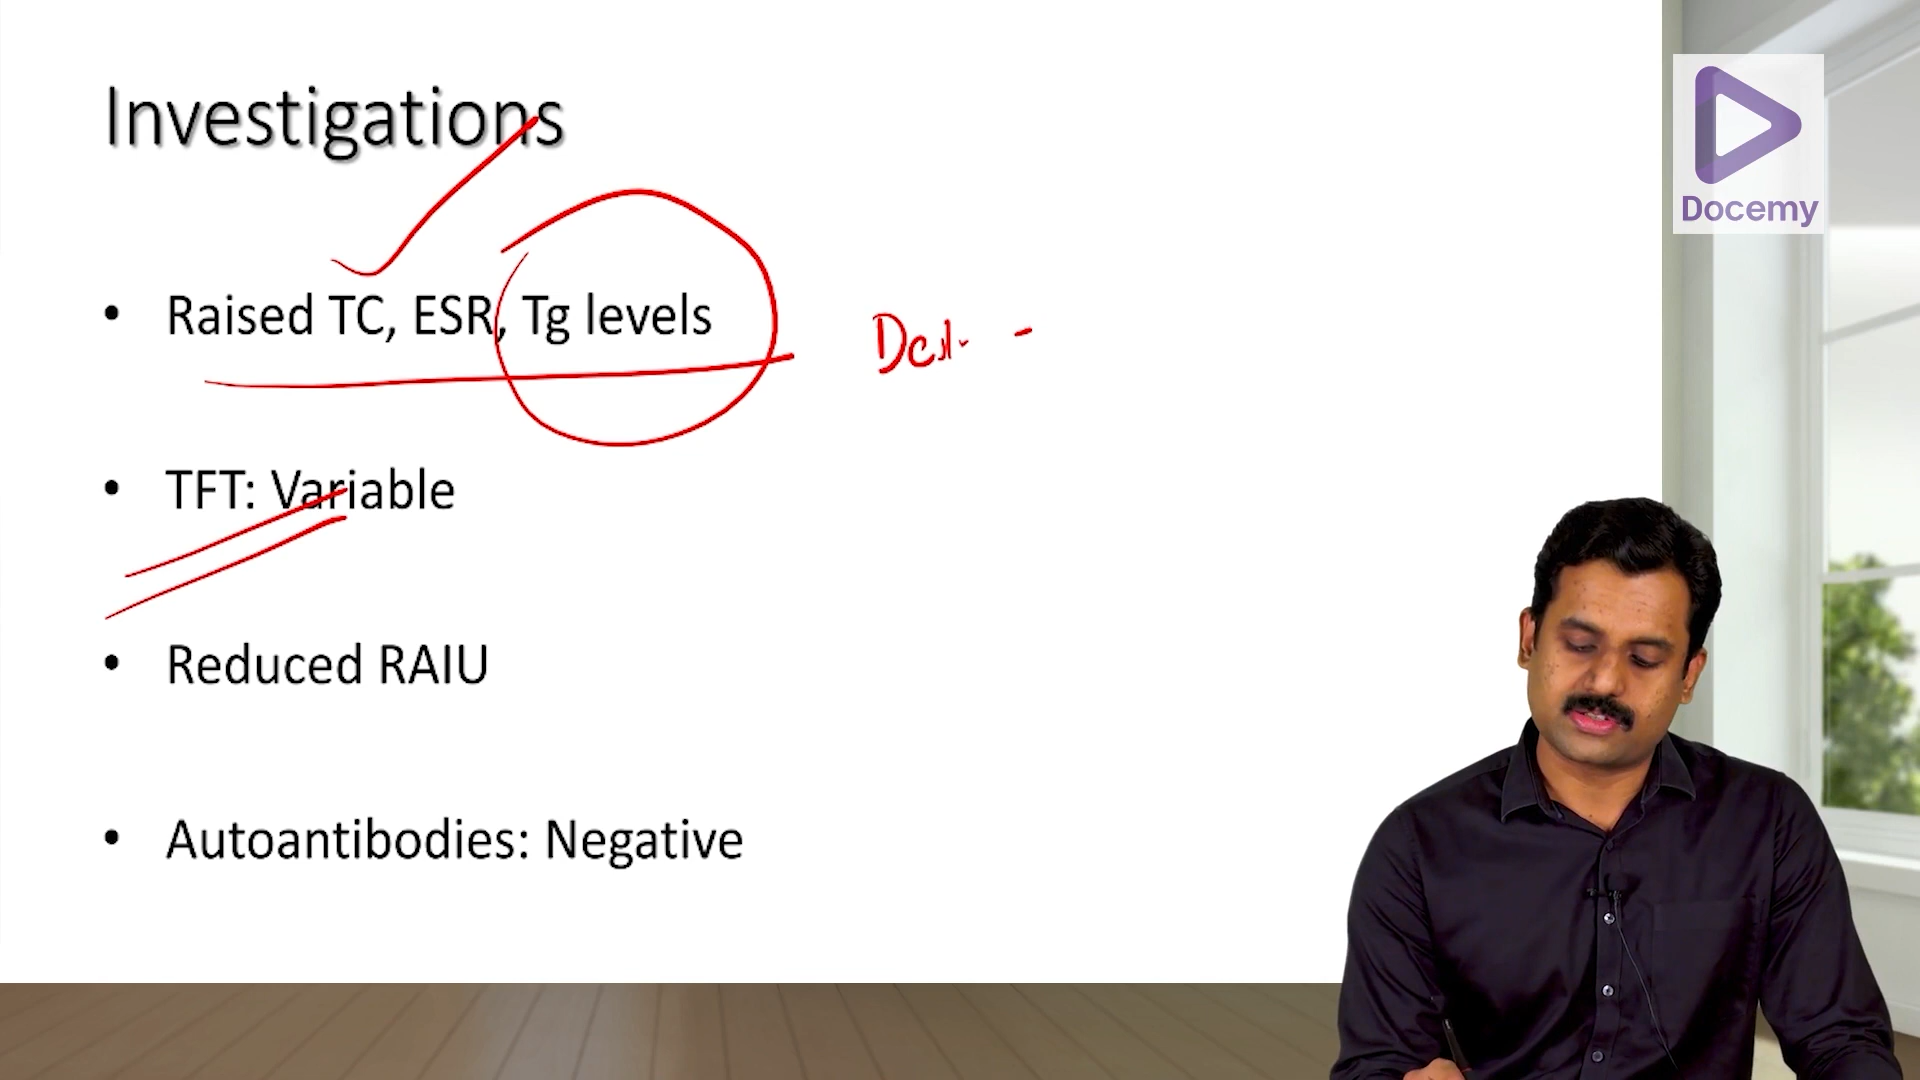 Investigations
• Raised TC, ESR, Tg levels
• TFT: Variable
• Reduced RAIU
• Autoantibodies: Negative
Docemy